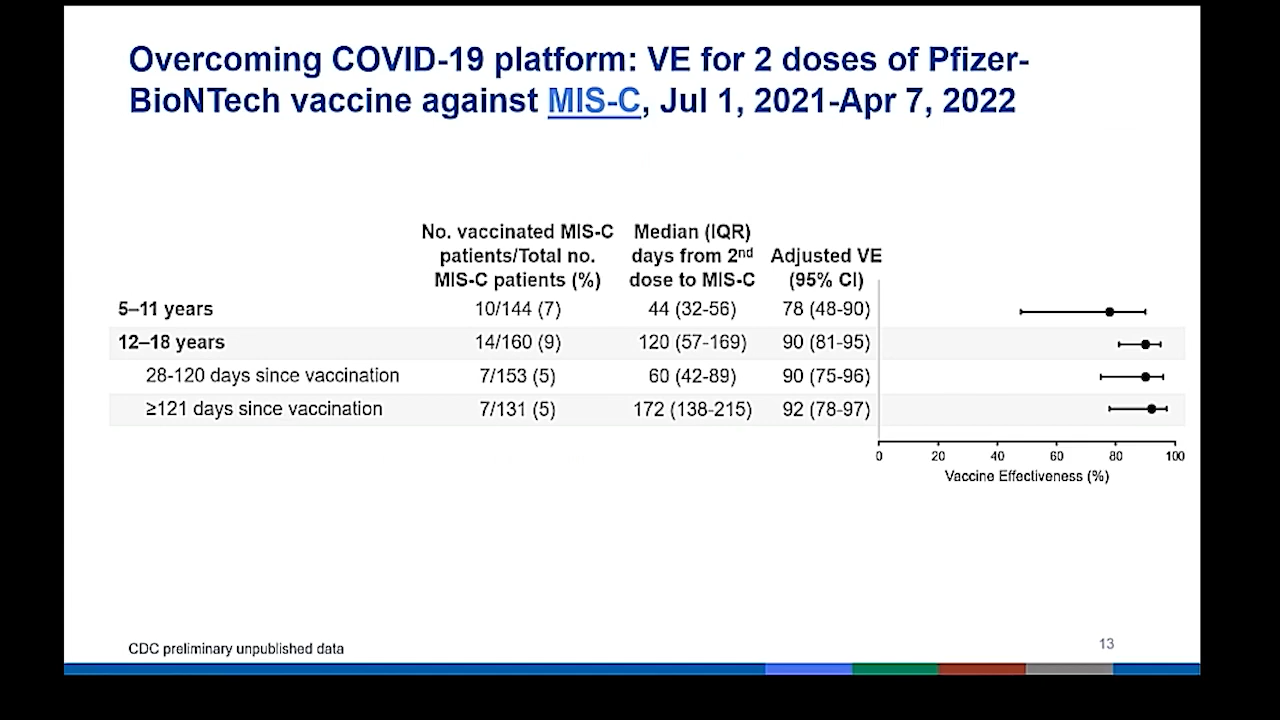 Overcoming COVID-19 platform: VE for 2 doses of Pfizer-
BioNTech vaccine against MIS-C, Jul 1, 2021-Apr 7, 2022
No. vaccinated MIS-C patients/Total no. MIS-C patients (%)
Median (IQR) days from 2nd dose to MIS-C
Adjusted VE (95% CI)
5–11 years 10/144 (7) 44 (32-56) 78 (48-90)
12–18 years 14/160 (9) 120 (57-169) 90 (81-95)
28-120 days since vaccination 7/153 (5) 60 (42-89) 90 (75-96)
≥121 days since vaccination 7/131 (5) 172 (138-215) 92 (78-97)
0 20 40 60 80 100
Vaccine Effectiveness (%)
CDC preliminary unpublished data
13